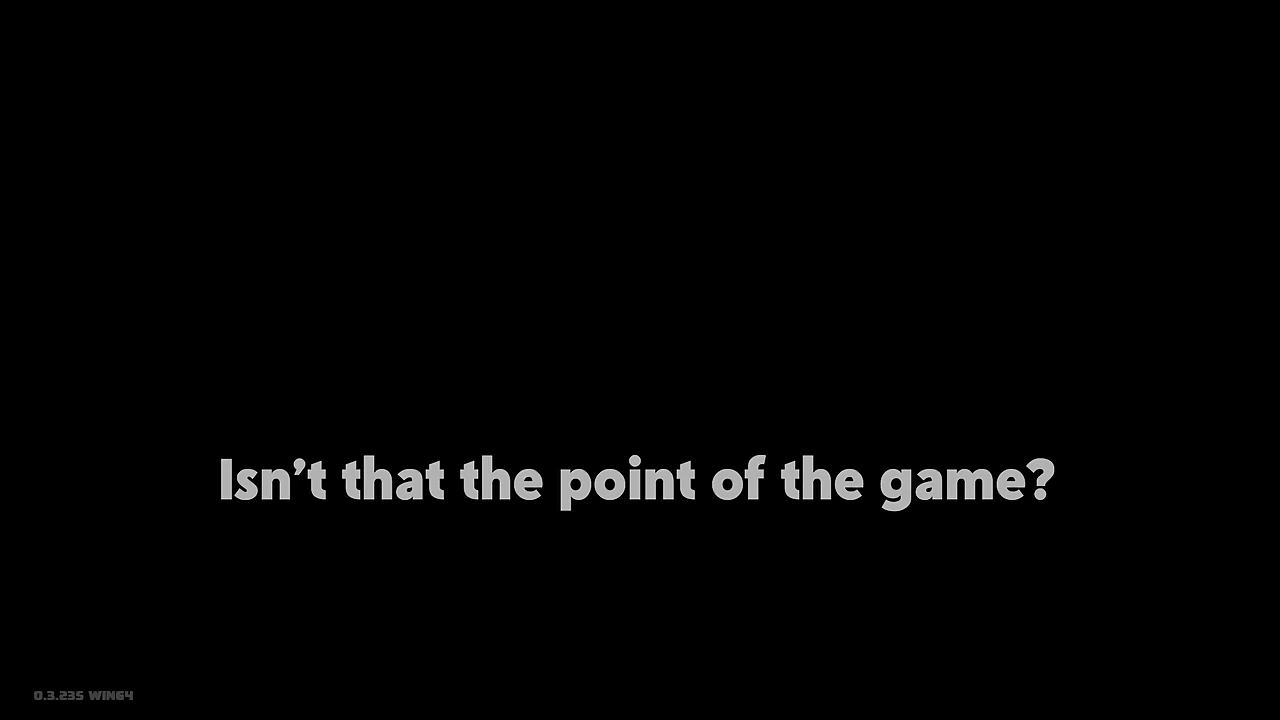 Isn’t that the point of the game?
0.3.235 WIN64